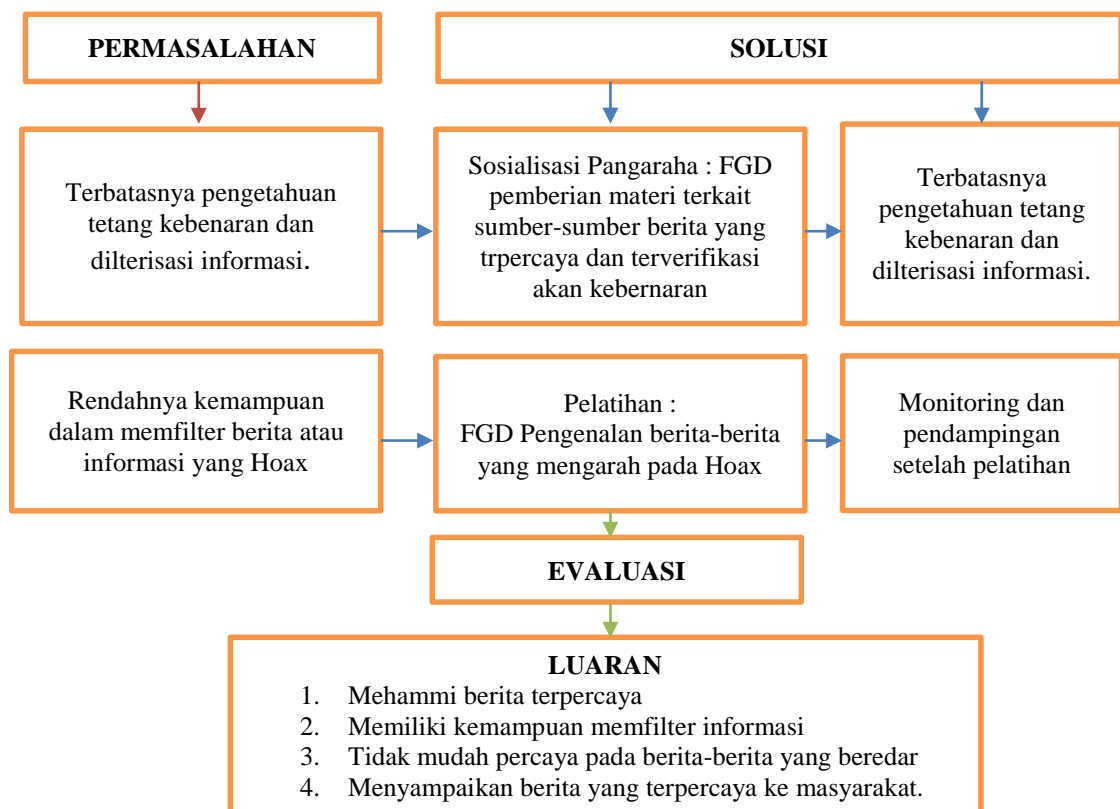 PERMASALAHAN
SOLUSI
Terbatasnya pengetahuan
tetang kebenaran dan
dilterisasi informasi.
Sosialisasi Pangaraha : FGD
pemberian materi terkait
sumber-sumber berita yang
trpercaya dan terverifikasi
akan kebernaran
Terbatasnya
pengetahuan tetang
kebenaran dan
dilterisasi informasi.
Rendahnya kemampuan
dalam memfilter berita atau
informasi yang Hoax
Pelatihan :
FGD Pengenalan berita-berita
yang mengarah pada Hoax
Monitoring dan
pendampingan
setelah pelatihan
EVALUASI
LUARAN
1. Mehammi berita terpercaya
2. Memiliki kemampuan memfilter informasi
3. Tidak mudah percaya pada berita-berita yang beredar
4. Menyampaikan berita yang terpercaya ke masyarakat.